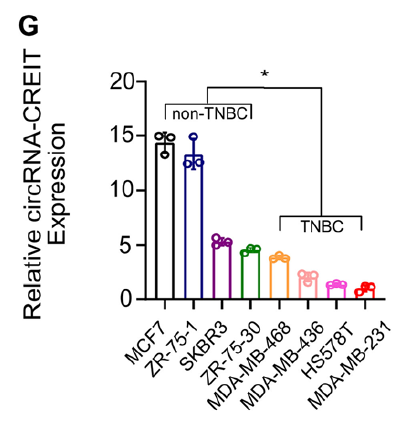 G
Relative circRNA-CREIT
Expression
*
20
non-TNBC
15
10
TNBC
5
0
MCF7
ZR-75-1
SKBR3
ZR-75-30
MDA-MB-468
MDA-MB-436
HS578T
MDA-MB-231